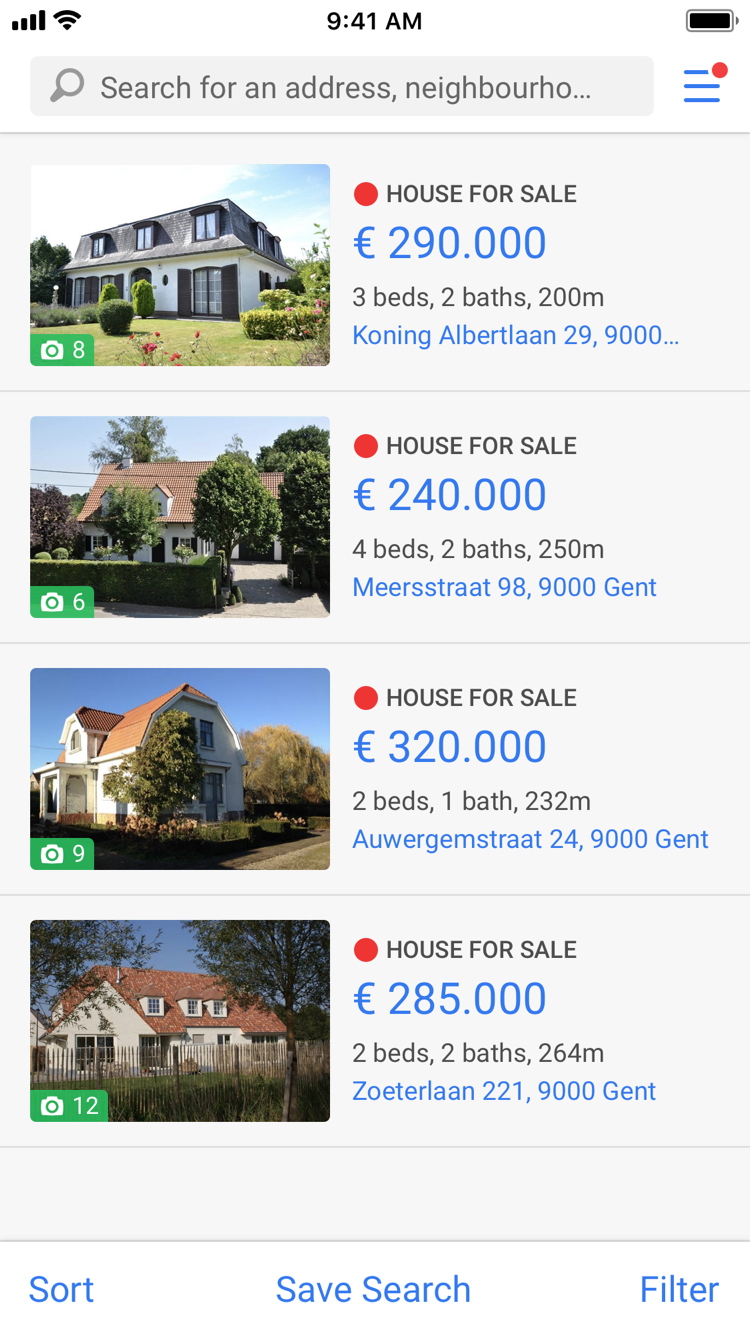 9:41 AM
Search for an address, neighbourho…
HOUSE FOR SALE
€ 290.000
3 beds, 2 baths, 200m
Koning Albertlaan 29, 9000…
8
HOUSE FOR SALE
€ 240.000
4 beds, 2 baths, 250m
Meersstraat 98, 9000 Gent
6
HOUSE FOR SALE
€ 320.000
2 beds, 1 bath, 232m
Auwergemstraat 24, 9000 Gent
9
HOUSE FOR SALE
€ 285.000
2 beds, 2 baths, 264m
Zoeterlaan 221, 9000 Gent
12
Sort Save Search Filter